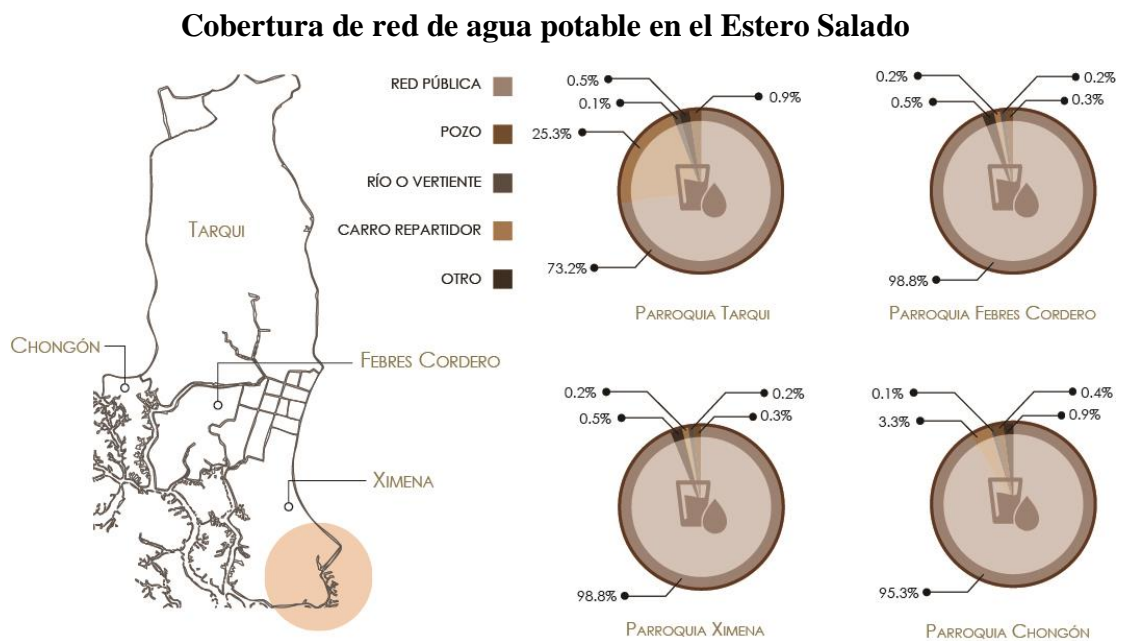 Cobertura de red de agua potable en el Estero Salado
RED PÚBLICA
POZO
RÍO O VERTIENTE
CARRO REPARTIDOR
OTRO
TARQUI
CHONGÓN
FEBRES CORDERO
XIMENA
0.5%
0.1%
25.3%
0.9%
73.2%
PARROQUIA TARQUI
0.2%
0.5%
0.2%
0.3%
98.8%
PARROQUIA FEBRES CORDERO
0.2%
0.5%
0.2%
0.3%
98.8%
PARROQUIA XIMENA
0.1%
3.3%
0.4%
0.9%
95.3%
PARROQUIA CHONGÓN